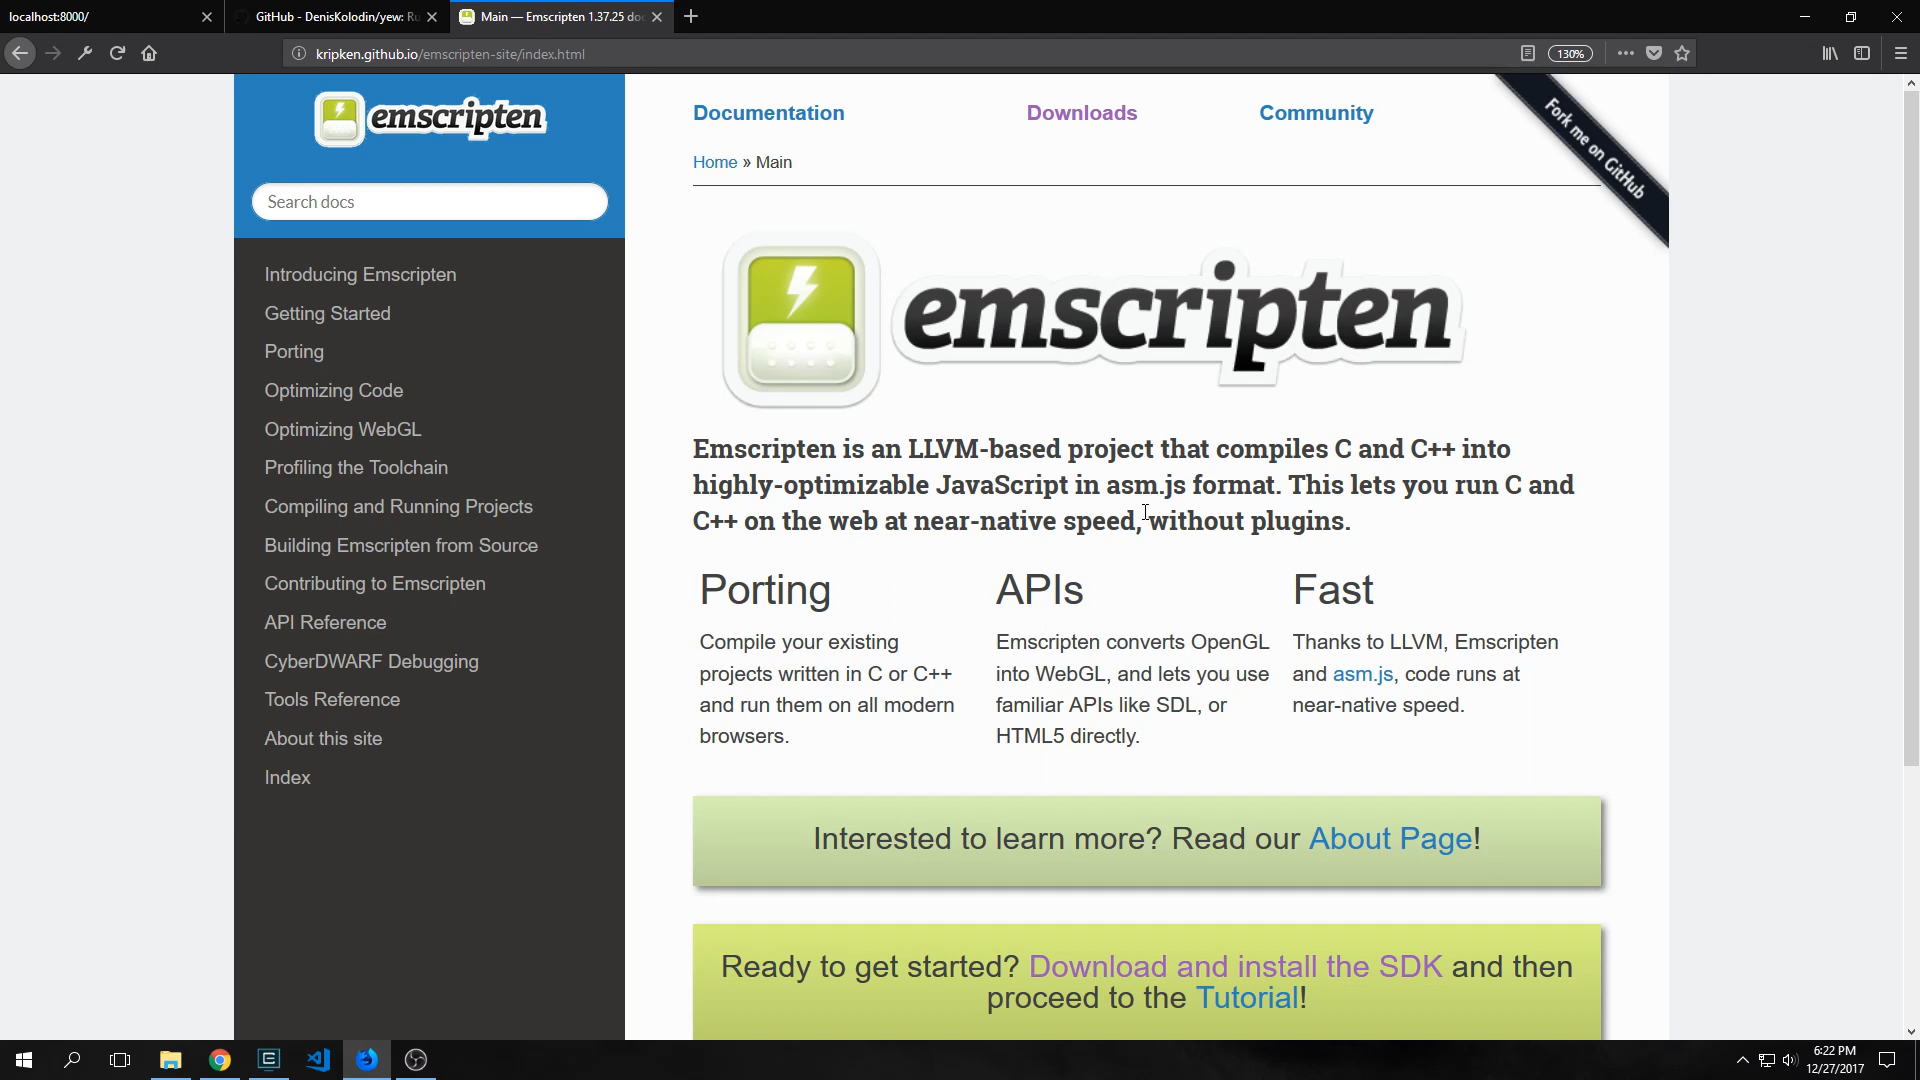 localhost:8000/
GitHub - DenisKolodin/yew: Ru
Main — Emscripten 1.37.25 doc
kripken.github.io/emscripten-site/index.html
130%
emscripten
Search docs
Introducing Emscripten
Getting Started
Porting
Optimizing Code
Optimizing WebGL
Profiling the Toolchain
Compiling and Running Projects
Building Emscripten from Source
Contributing to Emscripten
API Reference
CyberDWARF Debugging
Tools Reference
About this site
Index
Documentation
Downloads
Community
Fork me on GitHub
Home » Main
emscripten
Emscripten is an LLVM-based project that compiles C and C++ into
highly-optimizable JavaScript in asm.js format. This lets you run C and
C++ on the web at near-native speed, without plugins.
Porting
Compile your existing
projects written in C or C++
and run them on all modern
browsers.
APIs
Emscripten converts OpenGL
into WebGL, and lets you use
familiar APIs like SDL, or
HTML5 directly.
Fast
Thanks to LLVM, Emscripten
and asm.js, code runs at
near-native speed.
Interested to learn more? Read our About Page!
Ready to get started? Download and install the SDK and then
proceed to the Tutorial!
6:22 PM
12/27/2017